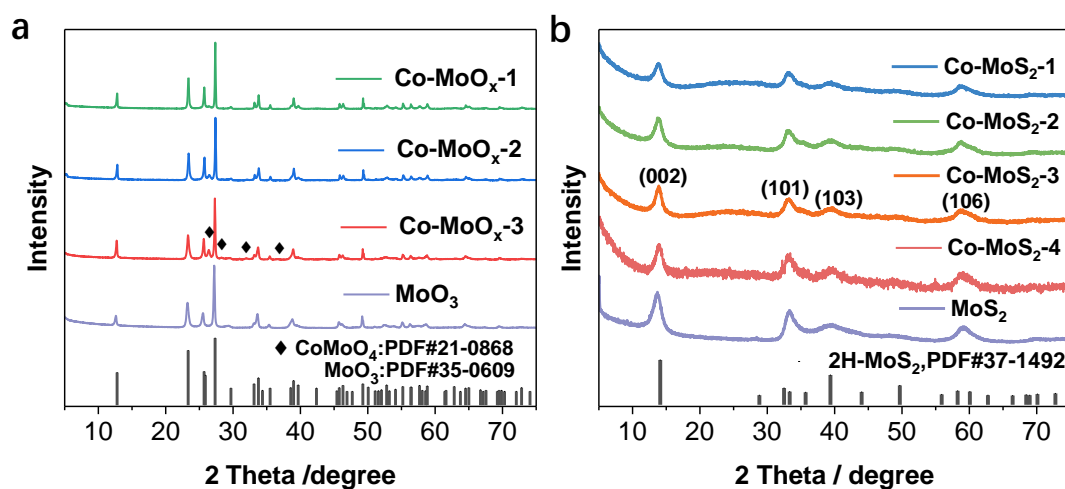 a
Intensity
Co-MoOₓ-1
Co-MoOₓ-2
Co-MoOₓ-3
MoO₃
♦ CoMoO₄:PDF#21-0868
MoO₃:PDF#35-0609
10 20 30 40 50 60 70
2 Theta /degree
b
Intensity
Co-MoS₂-1
Co-MoS₂-2
(002)
(101)
(103)
(106)
Co-MoS₂-3
Co-MoS₂-4
MoS₂
2H-MoS₂,PDF#37-1492
10 20 30 40 50 60 70
2 Theta / degree